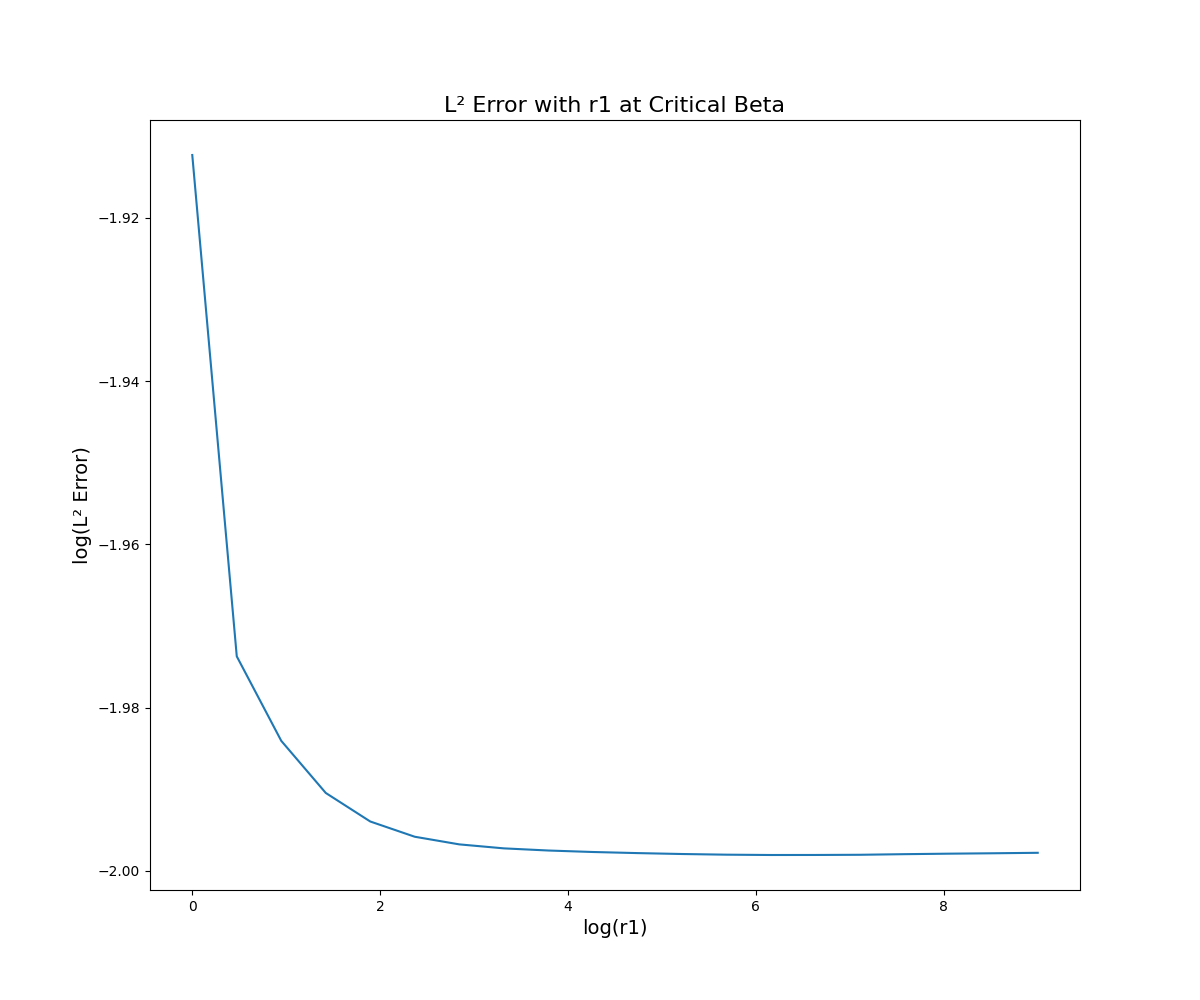 L² Error with r1 at Critical Beta
−1.92
−1.94
−1.96
−1.98
−2.00
log(L² Error)
0 2 4 6 8
log(r1)